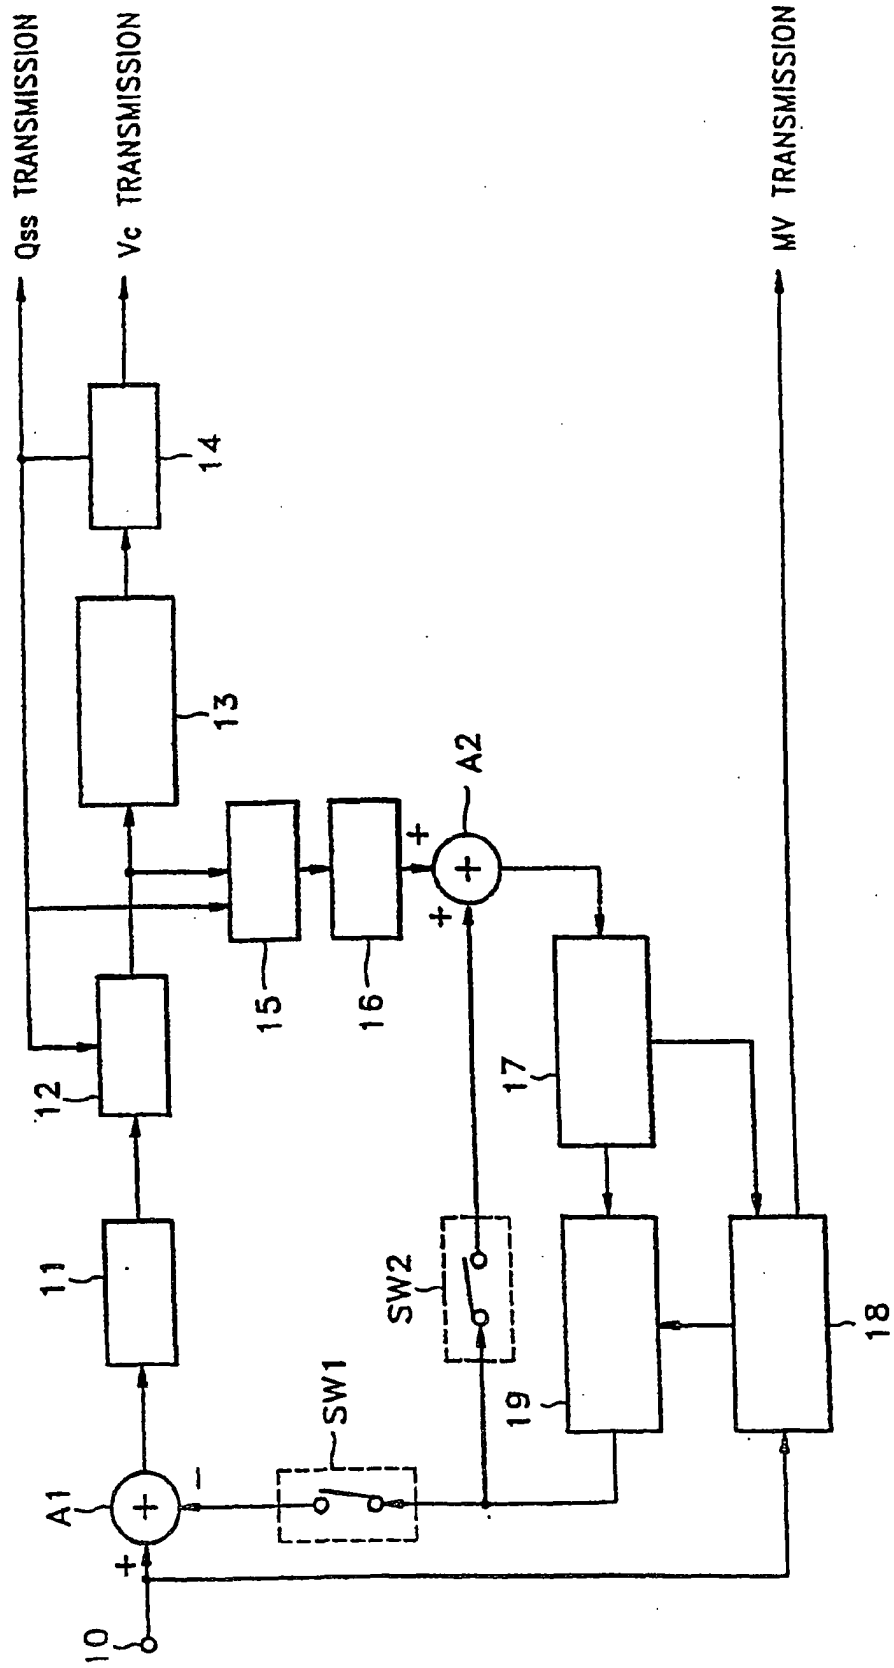 Qss TRANSMISSION
Vc TRANSMISSION
MV TRANSMISSION
14
13
A2
+
+
+
15
16
12
17
11
SW2
SW1
19
18
A1
+
−
+
10